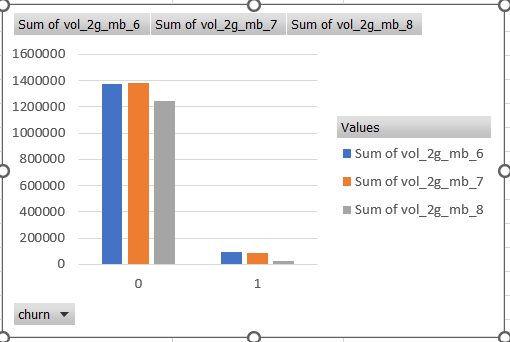 Sum of vol_2g_mb_6 Sum of vol_2g_mb_7 Sum of vol_2g_mb_8
1600000
1400000
1200000
1000000
800000
600000
400000
200000
0
0 1
Values
Sum of vol_2g_mb_6
Sum of vol_2g_mb_7
Sum of vol_2g_mb_8
churn